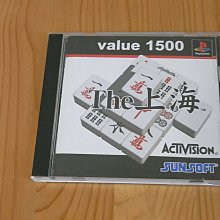 value 1500
The上海
ACTIVISION
SUNSOFT